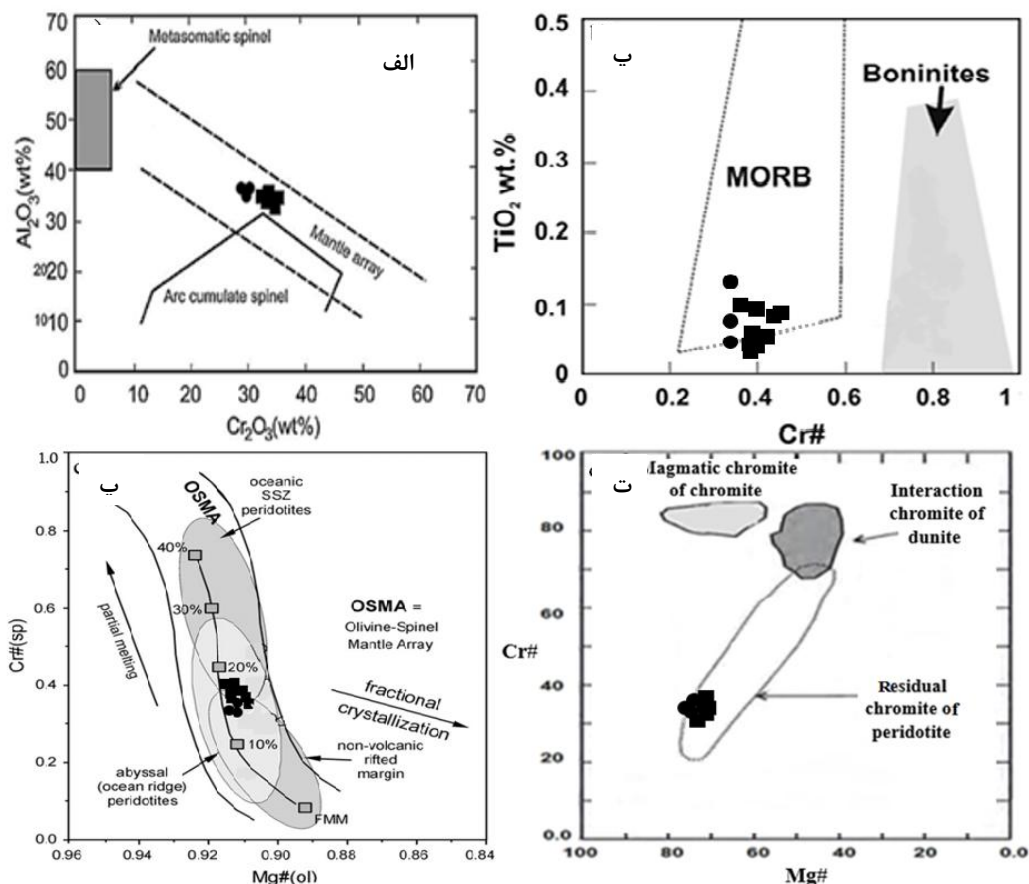 Metasomatic spinel
الف
70
60
50
40
30
20
20
10
10
0
Al₂O₃(wt%)
Mantle array
Arc cumulate spinel
0
10
20
30
40
50
60
70
Cr₂O₃(wt%)
ب
Boninites
MORB
0.5
0.4
0.3
0.2
0.1
0
TiO₂ wt.%
0
0.2
0.4
0.6
0.8
1
Cr#
پ
OSMA
oceanic
SSZ
peridotites
40%
30%
20%
10%
partial melting
OSMA =
Olivine-Spinel
Mantle Array
fractional
crystallization
non-volcanic
rifted
margin
abyssal
(ocean ridge)
peridotites
FMM
1.0
0.8
0.6
0.4
0.2
0.0
Cr#(sp)
0.96
0.94
0.92
0.90
0.88
0.86
0.84
Mg#(ol)
ت
Magmatic chromite
of chromite
Interaction
chromite of
dunite
Residual
chromite of
peridotite
100
80
60
40
20
0.0
Cr#
100
80
60
40
20
0.0
Mg#